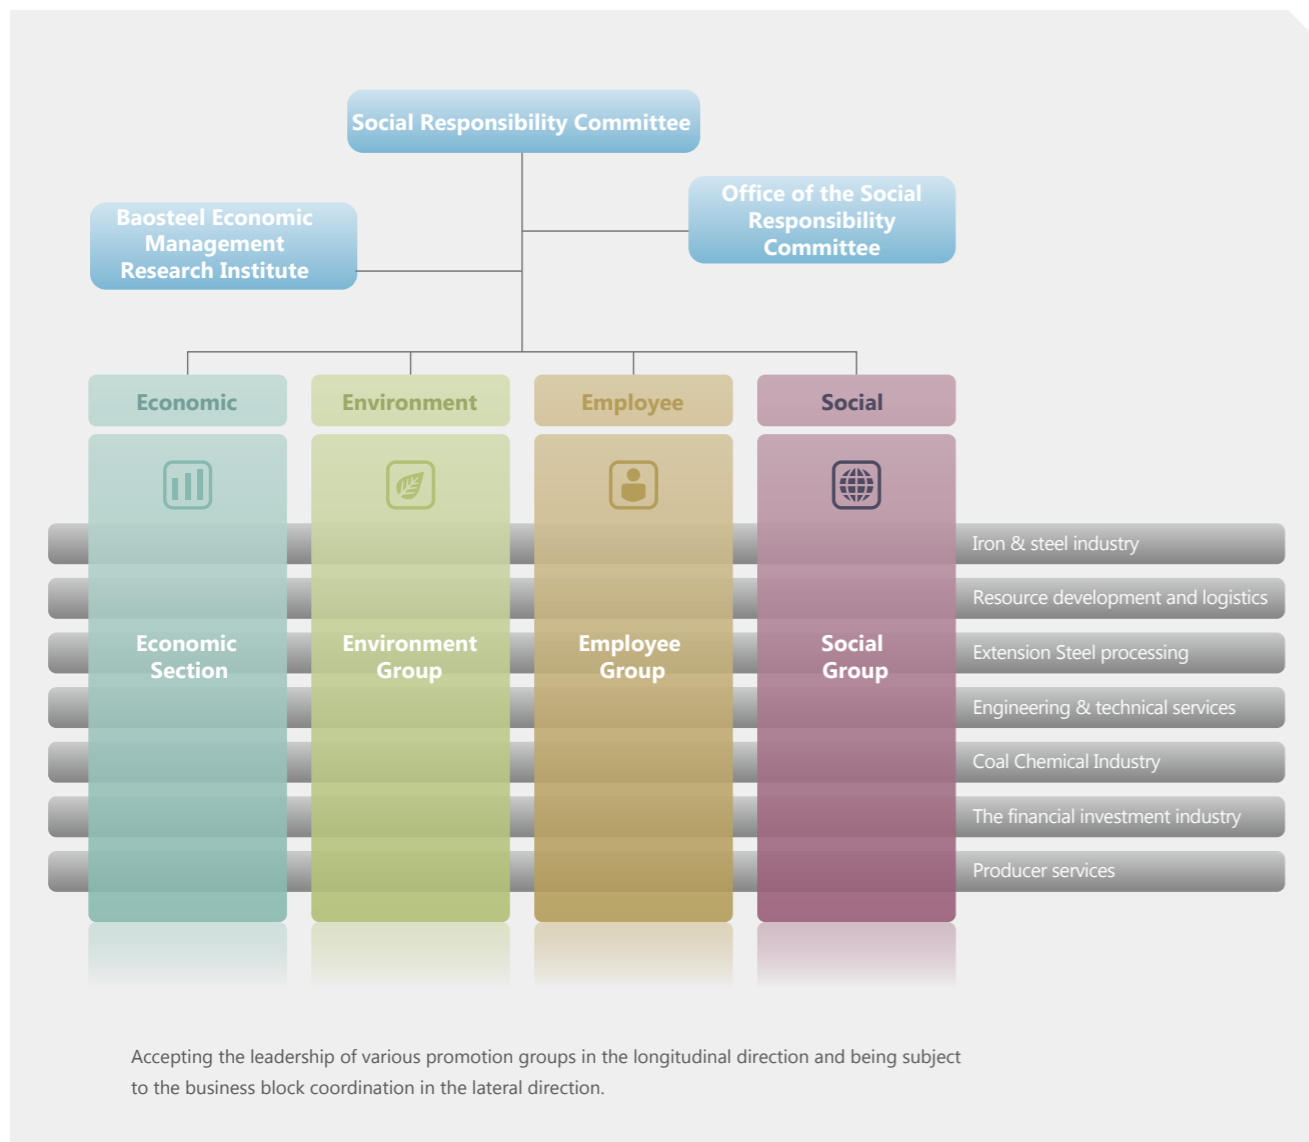 Social Responsibility Committee
Office of the Social
Responsibility
Committee
Baosteel Economic
Management
Research Institute
Economic
Environment
Employee
Social
Economic
Section
Environment
Group
Employee
Group
Social
Group
Iron & steel industry
Resource development and logistics
Extension Steel processing
Engineering & technical services
Coal Chemical Industry
The financial investment industry
Producer services
Accepting the leadership of various promotion groups in the longitudinal direction and being subject
to the business block coordination in the lateral direction.